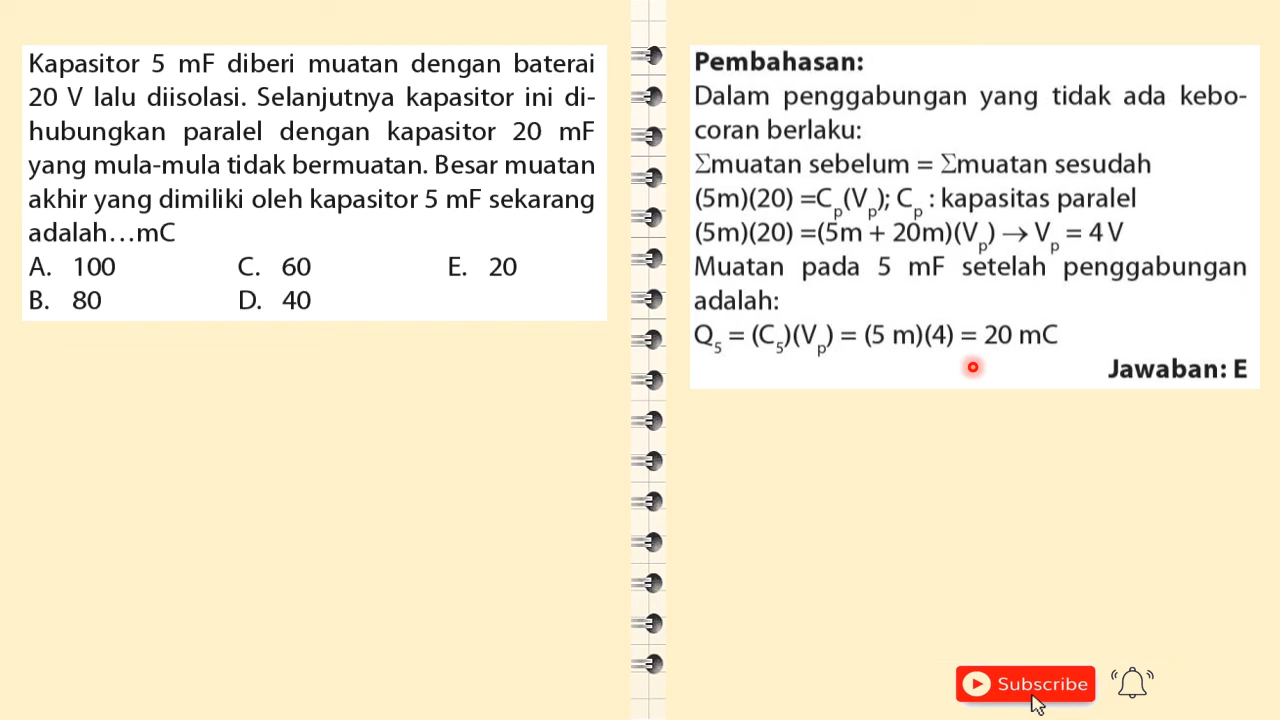 Kapasitor 5 mF diberi muatan dengan baterai
20 V lalu diisolasi. Selanjutnya kapasitor ini di-
hubungkan paralel dengan kapasitor 20 mF
yang mula-mula tidak bermuatan. Besar muatan
akhir yang dimiliki oleh kapasitor 5 mF sekarang
adalah...mC
A. 100 C. 60 E. 20
B. 80 D. 40
Pembahasan:
Dalam penggabungan yang tidak ada kebo-
coran berlaku:
Σmuatan sebelum = Σmuatan sesudah
(5m)(20) =Cp(Vp); Cp : kapasitas paralel
(5m)(20) =(5m + 20m)(Vp) → Vp = 4 V
Muatan pada 5 mF setelah penggabungan
adalah:
Q5 = (C5)(Vp) = (5 m)(4) = 20 mC
Jawaban: E
Subscribe